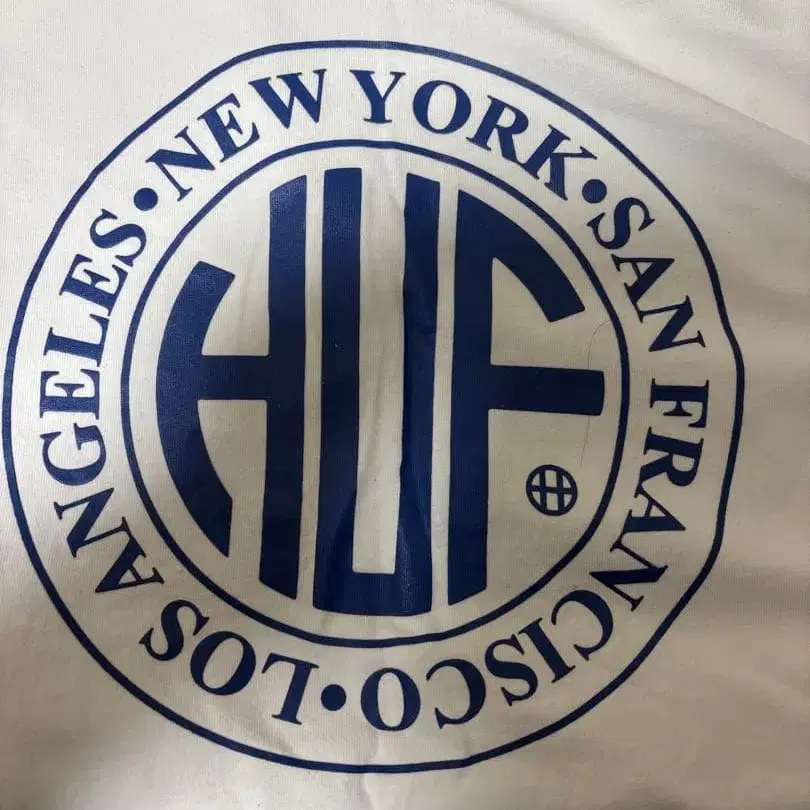 NEW YORK • SAN FRANCISCO • LOS ANGELES •
HUF